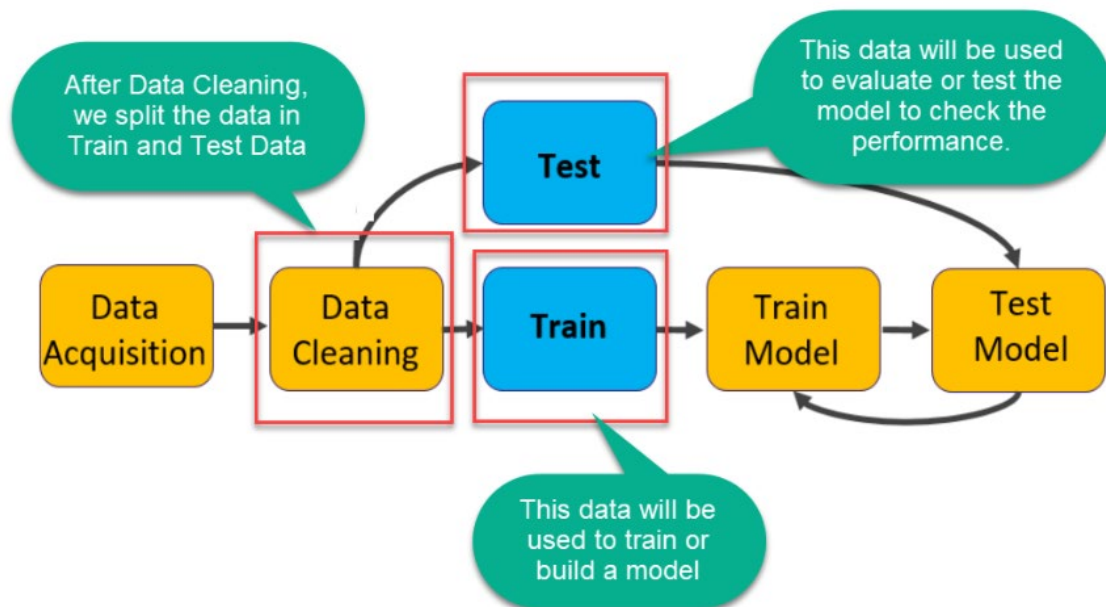 After Data Cleaning,
we split the data in
Train and Test Data
This data will be used
to evaluate or test the
model to check the
performance.
Test
Data
Acquisition
Data
Cleaning
Train
Train
Model
Test
Model
This data will be
used to train or
build a model